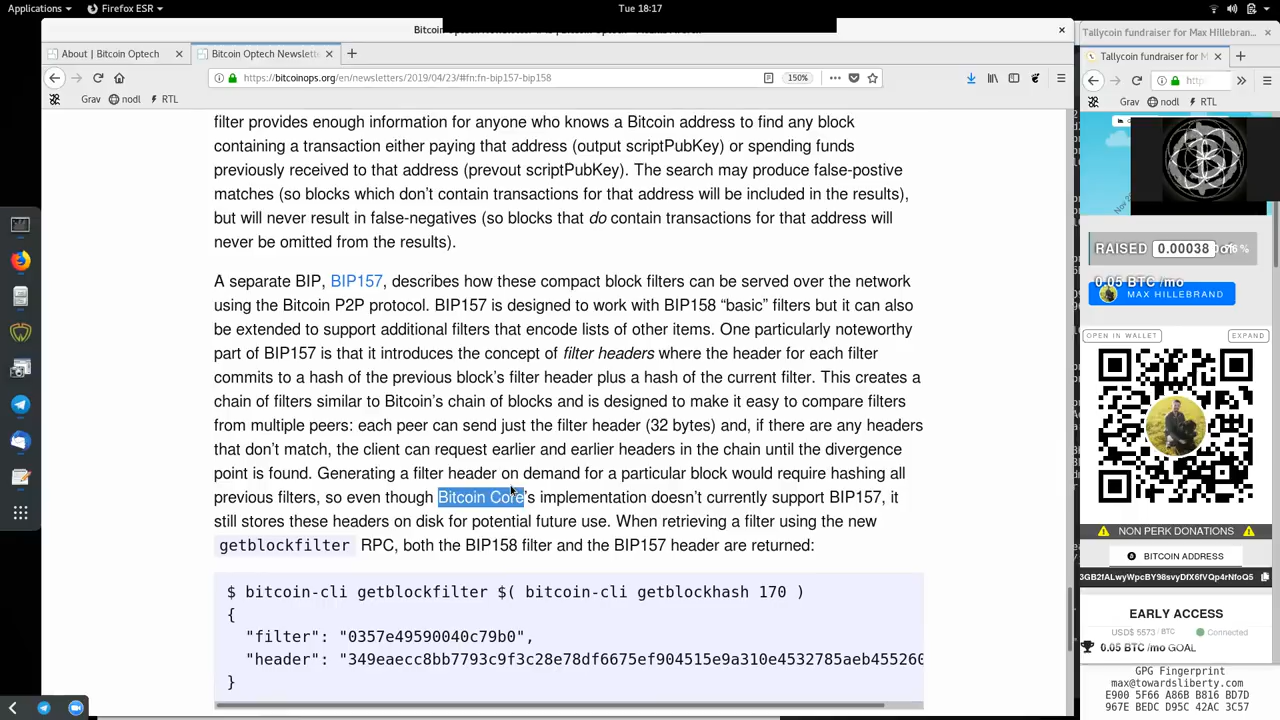 Applications
Firefox ESR
Tue 18:17
Tallycoin fundraiser for Max Hillebran...
About | Bitcoin Optech
Bitcoin Optech Newslette
Tallycoin fundraiser for M
https://bitcoinops.org/en/newsletters/2019/04/23/#fn:fn-bip157-bip158
150%
Grav nodl RTL
Grav nodl RTL
filter provides enough information for anyone who knows a Bitcoin address to find any block
containing a transaction either paying that address (output scriptPubKey) or spending funds
previously received to that address (prevout scriptPubKey). The search may produce false-postive
matches (so blocks which don’t contain transactions for that address will be included in the results),
but will never result in false-negatives (so blocks that do contain transactions for that address will
never be omitted from the results).
A separate BIP, BIP157, describes how these compact block filters can be served over the network
using the Bitcoin P2P protocol. BIP157 is designed to work with BIP158 “basic” filters but it can also
be extended to support additional filters that encode lists of other items. One particularly noteworthy
part of BIP157 is that it introduces the concept of filter headers where the header for each filter
commits to a hash of the previous block’s filter header plus a hash of the current filter. This creates a
chain of filters similar to Bitcoin’s chain of blocks and is designed to make it easy to compare filters
from multiple peers: each peer can send just the filter header (32 bytes) and, if there are any headers
that don’t match, the client can request earlier and earlier headers in the chain until the divergence
point is found. Generating a filter header on demand for a particular block would require hashing all
previous filters, so even though Bitcoin Core’s implementation doesn’t currently support BIP157, it
still stores these headers on disk for potential future use. When retrieving a filter using the new
getblockfilter RPC, both the BIP158 filter and the BIP157 header are returned:
$ bitcoin-cli getblockfilter $( bitcoin-cli getblockhash 170 )
{
"filter": "0357e49590040c79b0",
"header": "349eaecc8bb7793c9f3c28e78df6675ef904515e9a310e4532785aeb455260
}
RAISED 0.00038
0.05 BTC /mo
MAX HILLEBRAND
OPEN IN WALLET
EXPAND
NON PERK DONATIONS
BITCOIN ADDRESS
3GB2fALwyWpcBY98svyDfX6fVQp4rNfoQ5
EARLY ACCESS
USD$ 5573 / BTC
Connected
0.05 BTC /mo GOAL
GPG Fingerprint
max@towardsliberty.com
E900 5F66 A86B B816 BD7D
967E BEDC D95C 42AC 3C57